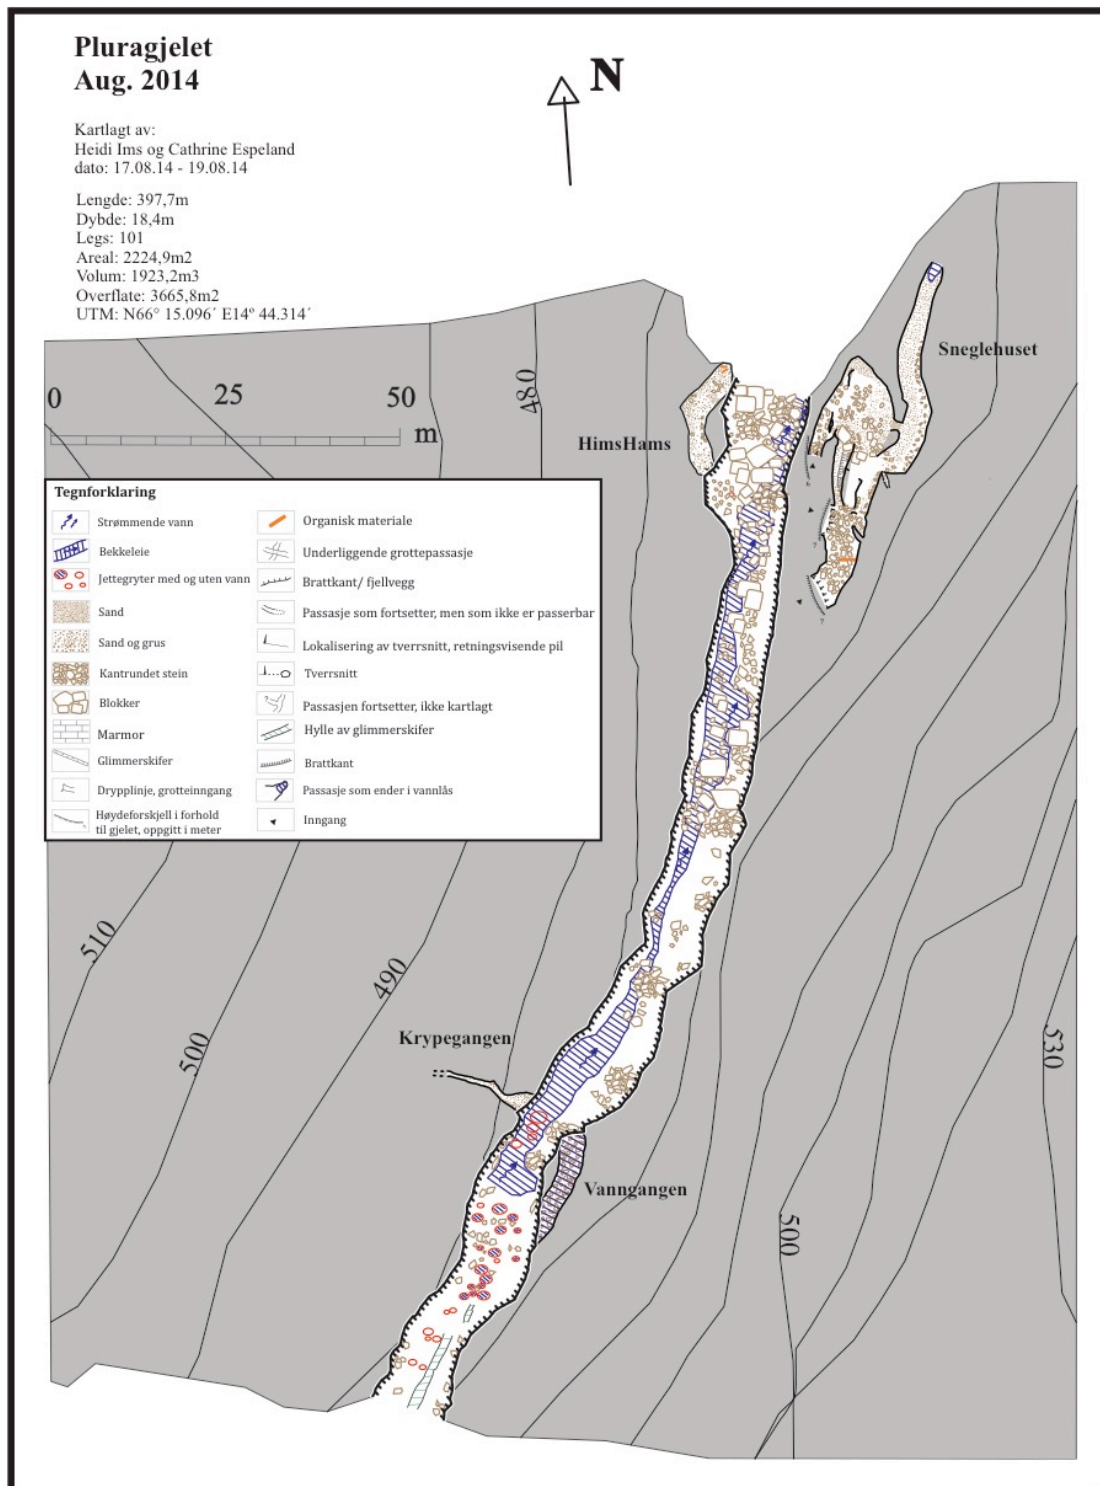 Pluragjelet
Aug. 2014
N
Kartlagt av:
Heidi Ims og Cathrine Espeland
dato: 17.08.14 - 19.08.14
Lengde: 397,7m
Dybde: 18,4m
Legs: 101
Areal: 2224,9m2
Volum: 1923,2m3
Overflate: 3665,8m2
UTM: N66° 15.096´ E14º 44.314´
Sneglehuset
0
25
50
m
480
HimsHams
Tegnforklaring
Strømmende vann
Bekkeleie
Jettegryter med og uten vann
Sand
Sand og grus
Kantrundet stein
Blokker
Marmor
Glimmerskifer
Drypplinje, grotteinngang
Høydeforskjell i forhold
til gjelet, oppgitt i meter
Organisk materiale
Underliggende grottepassasje
Brattkant/ fjellvegg
Passasje som fortsetter, men som ikke er passerbar
Lokalisering av tverrsnitt, retningsvisende pil
Tverrsnitt
Passasjen fortsetter, ikke kartlagt
Hylle av glimmerskifer
Brattkant
Passasje som ender i vannlås
Inngang
?
?
510
490
500
Krypegangen
530
Vanngangen
500